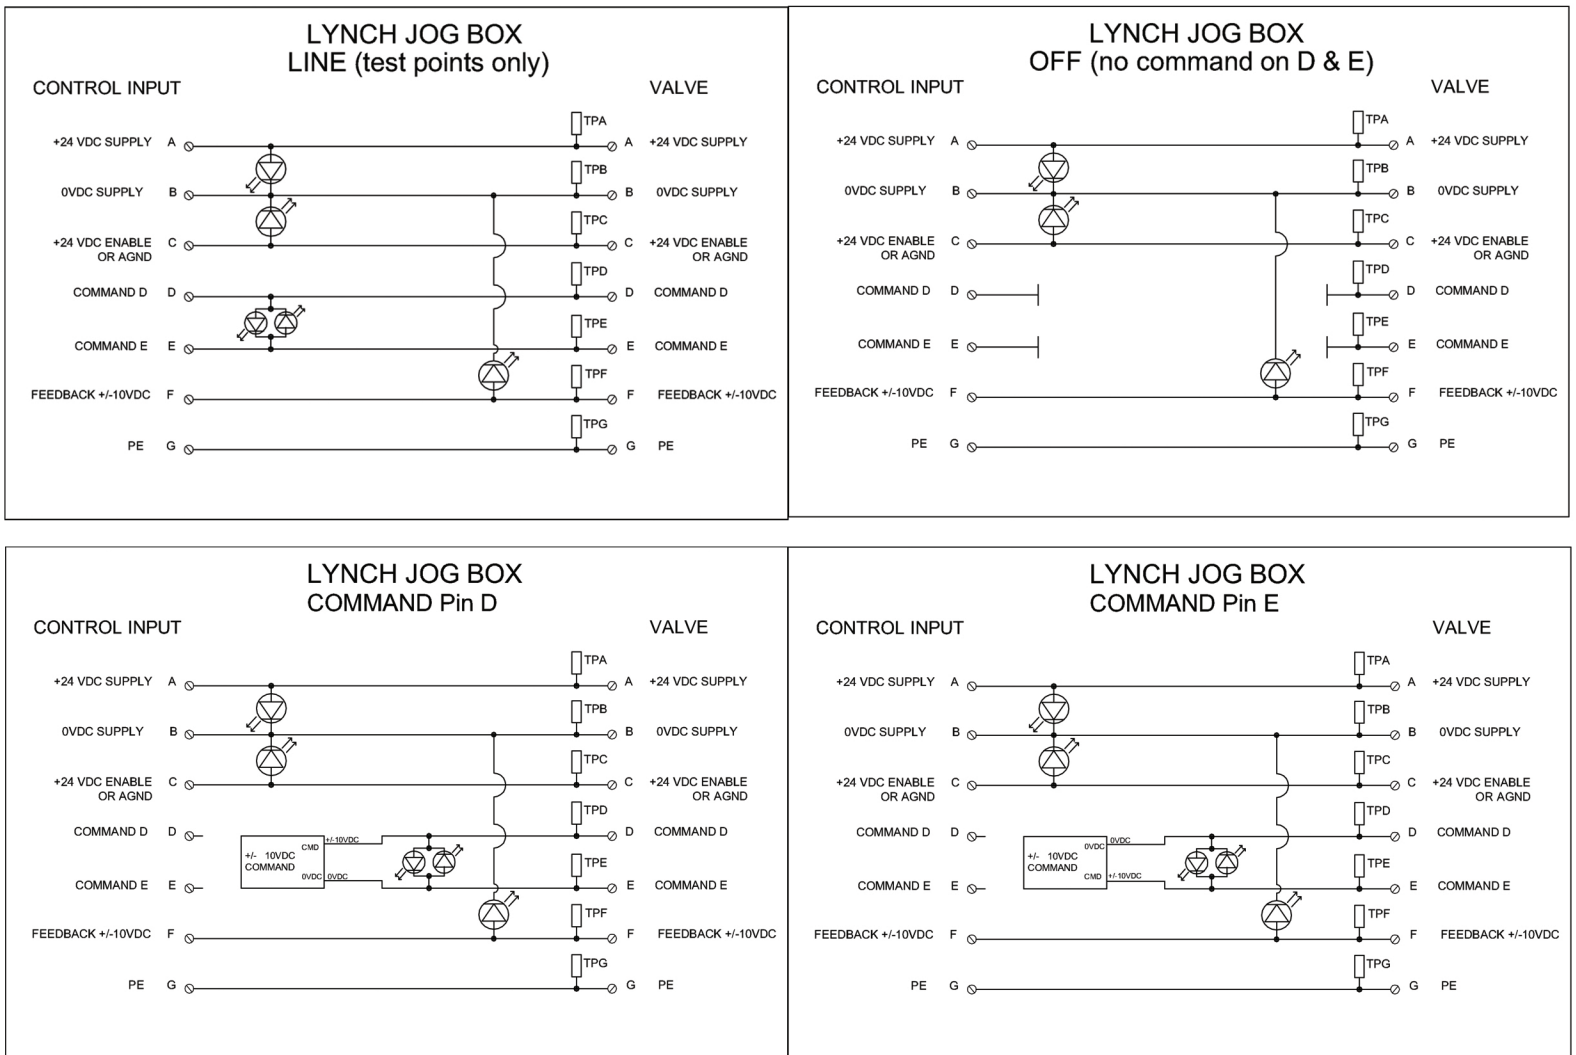 LYNCH JOG BOX
LINE (test points only)
CONTROL INPUT
VALVE
TPA
+24 VDC SUPPLY A
A +24 VDC SUPPLY
TPB
0VDC SUPPLY B
B 0VDC SUPPLY
TPC
+24 VDC ENABLE C
OR AGND
C +24 VDC ENABLE
OR AGND
TPD
COMMAND D D
D COMMAND D
TPE
COMMAND E E
E COMMAND E
TPF
FEEDBACK +/-10VDC F
F FEEDBACK +/-10VDC
TPG
PE G
G PE
LYNCH JOG BOX
OFF (no command on D & E)
CONTROL INPUT
VALVE
TPA
+24 VDC SUPPLY A
A +24 VDC SUPPLY
TPB
0VDC SUPPLY B
B 0VDC SUPPLY
TPC
+24 VDC ENABLE C
OR AGND
C +24 VDC ENABLE
OR AGND
TPD
COMMAND D D
D COMMAND D
TPE
COMMAND E E
E COMMAND E
TPF
FEEDBACK +/-10VDC F
F FEEDBACK +/-10VDC
TPG
PE G
G PE
LYNCH JOG BOX
COMMAND Pin D
CONTROL INPUT
VALVE
TPA
+24 VDC SUPPLY A
A +24 VDC SUPPLY
TPB
0VDC SUPPLY B
B 0VDC SUPPLY
TPC
+24 VDC ENABLE C
OR AGND
C +24 VDC ENABLE
OR AGND
TPD
COMMAND D D
D COMMAND D
CMD +/-10VDC
+/- 10VDC
COMMAND
0VDC 0VDC
TPE
COMMAND E E
E COMMAND E
TPF
FEEDBACK +/-10VDC F
F FEEDBACK +/-10VDC
TPG
PE G
G PE
LYNCH JOG BOX
COMMAND Pin E
CONTROL INPUT
VALVE
TPA
+24 VDC SUPPLY A
A +24 VDC SUPPLY
TPB
0VDC SUPPLY B
B 0VDC SUPPLY
TPC
+24 VDC ENABLE C
OR AGND
C +24 VDC ENABLE
OR AGND
TPD
COMMAND D D
D COMMAND D
0VDC 0VDC
+/- 10VDC
COMMAND
CMD +/-10VDC
TPE
COMMAND E E
E COMMAND E
TPF
FEEDBACK +/-10VDC F
F FEEDBACK +/-10VDC
TPG
PE G
G PE